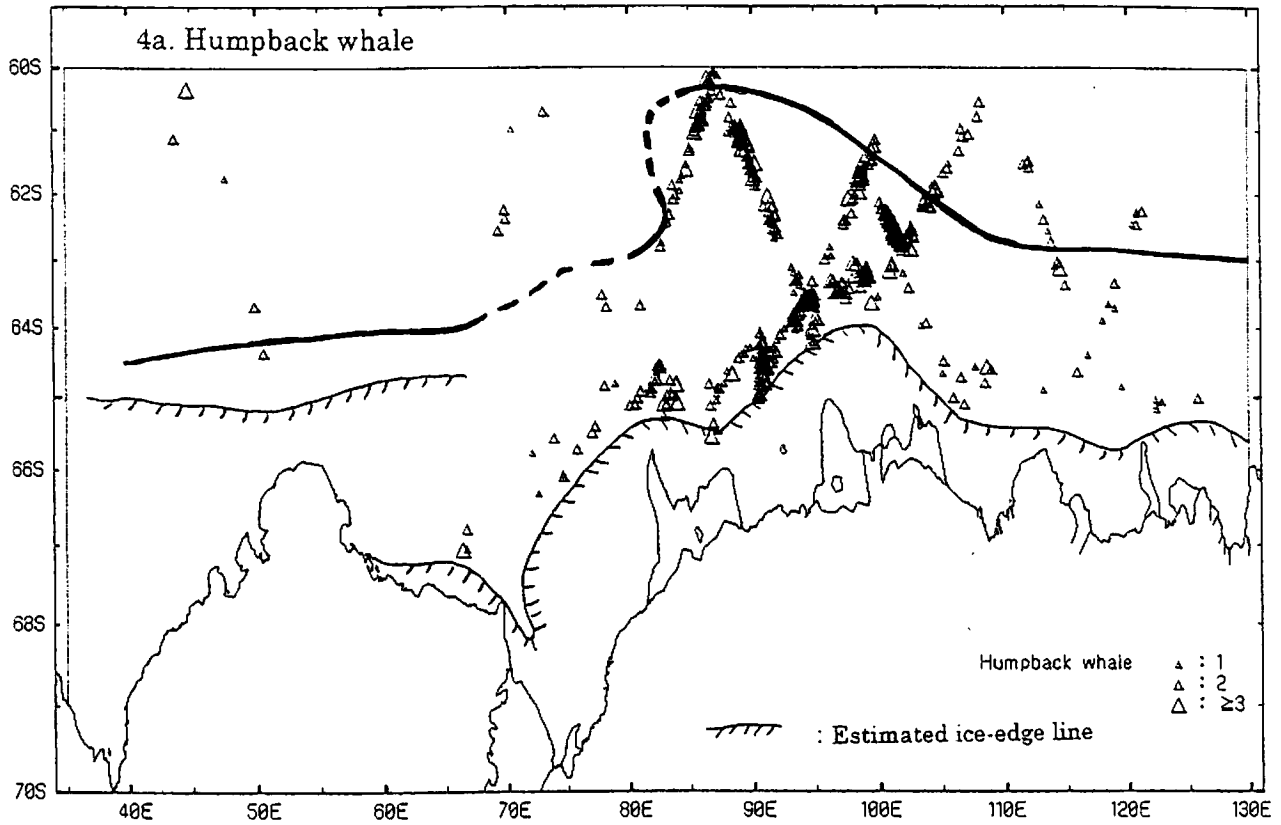 4a. Humpback whale
60S
62S
64S
66S
68S
70S
Humpback whale
: 1
: 2
: ≥3
: Estimated ice-edge line
40E 50E 60E 70E 80E 90E 100E 110E 120E 130E